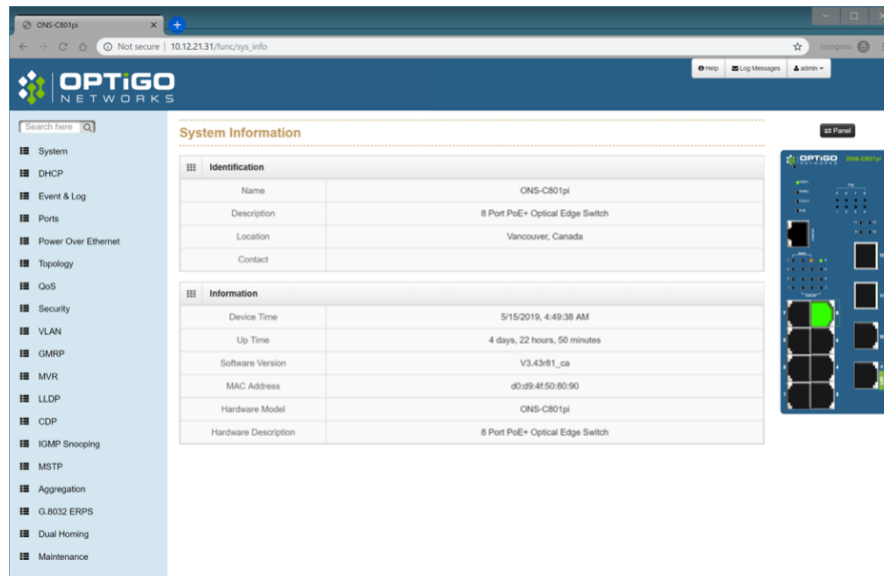 ONS-C801pi
Not secure | 10.12.21.31/func/sys_info
Incognito
OPTiGO
NETWORKS
Help
Log Messages
admin
Search here
System
DHCP
Event & Log
Ports
Power Over Ethernet
Topology
QoS
Security
VLAN
GMRP
MVR
LLDP
CDP
IGMP Snooping
MSTP
Aggregation
G.8032 ERPS
Dual Homing
Maintenance
System Information
Identification
Name ONS-C801pi
Description 8 Port PoE+ Optical Edge Switch
Location Vancouver, Canada
Contact
Information
Device Time 5/15/2019, 4:49:38 AM
Up Time 4 days, 22 hours, 50 minutes
Software Version V3.43r81_ca
MAC Address d0:d9:4f:50:80:90
Hardware Model ONS-C801pi
Hardware Description 8 Port PoE+ Optical Edge Switch
Panel
OPTiGO ONS-C801pi
NETWORKS